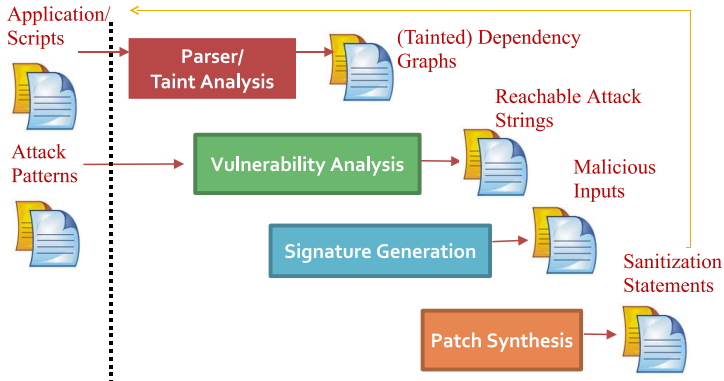 Application/
Scripts
Parser/
Taint Analysis
(Tainted) Dependency
Graphs
Reachable Attack
Strings
Attack
Patterns
Vulnerability Analysis
Malicious
Inputs
Signature Generation
Sanitization
Statements
Patch Synthesis